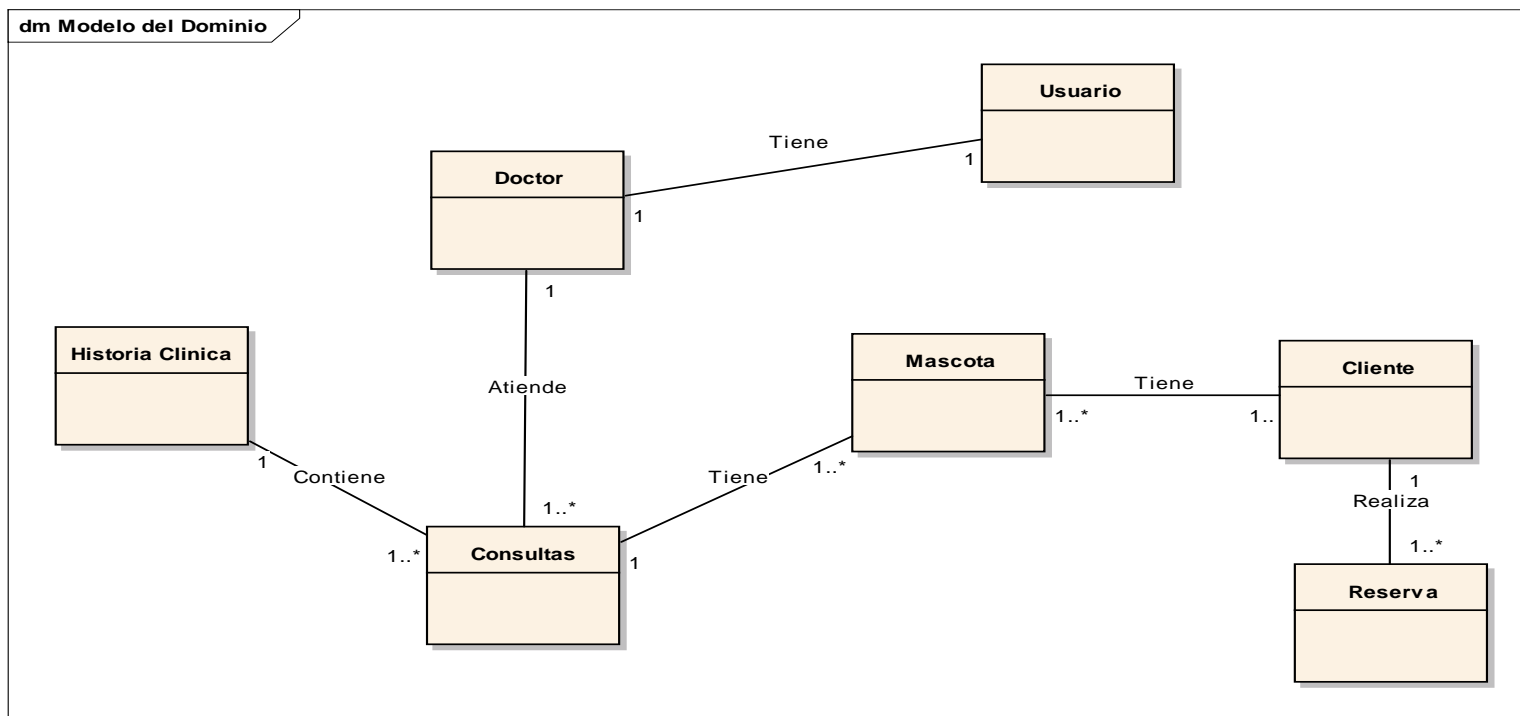 dm Modelo del Dominio
Usuario
Tiene
1
Doctor
1
1
Historia Clinica
Mascota
Cliente
Atiende
Tiene
1..*
1..
1
Contiene
Tiene
1..*
1
Realiza
1..*
1..*
1..*
Consultas
1
Reserva